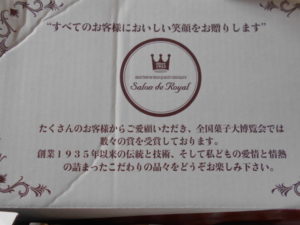 “すべてのお客様においしい笑顔をお贈りします”
Salon de Royal
たくさんのお客様からご愛顧いただき、全国菓子大博覧会では
数々の賞を受賞しております。
創業1935年以来の伝統と技術、そして私どもの愛情と情熱
の詰まったこだわりの品々をどうぞお楽しみ下さい。